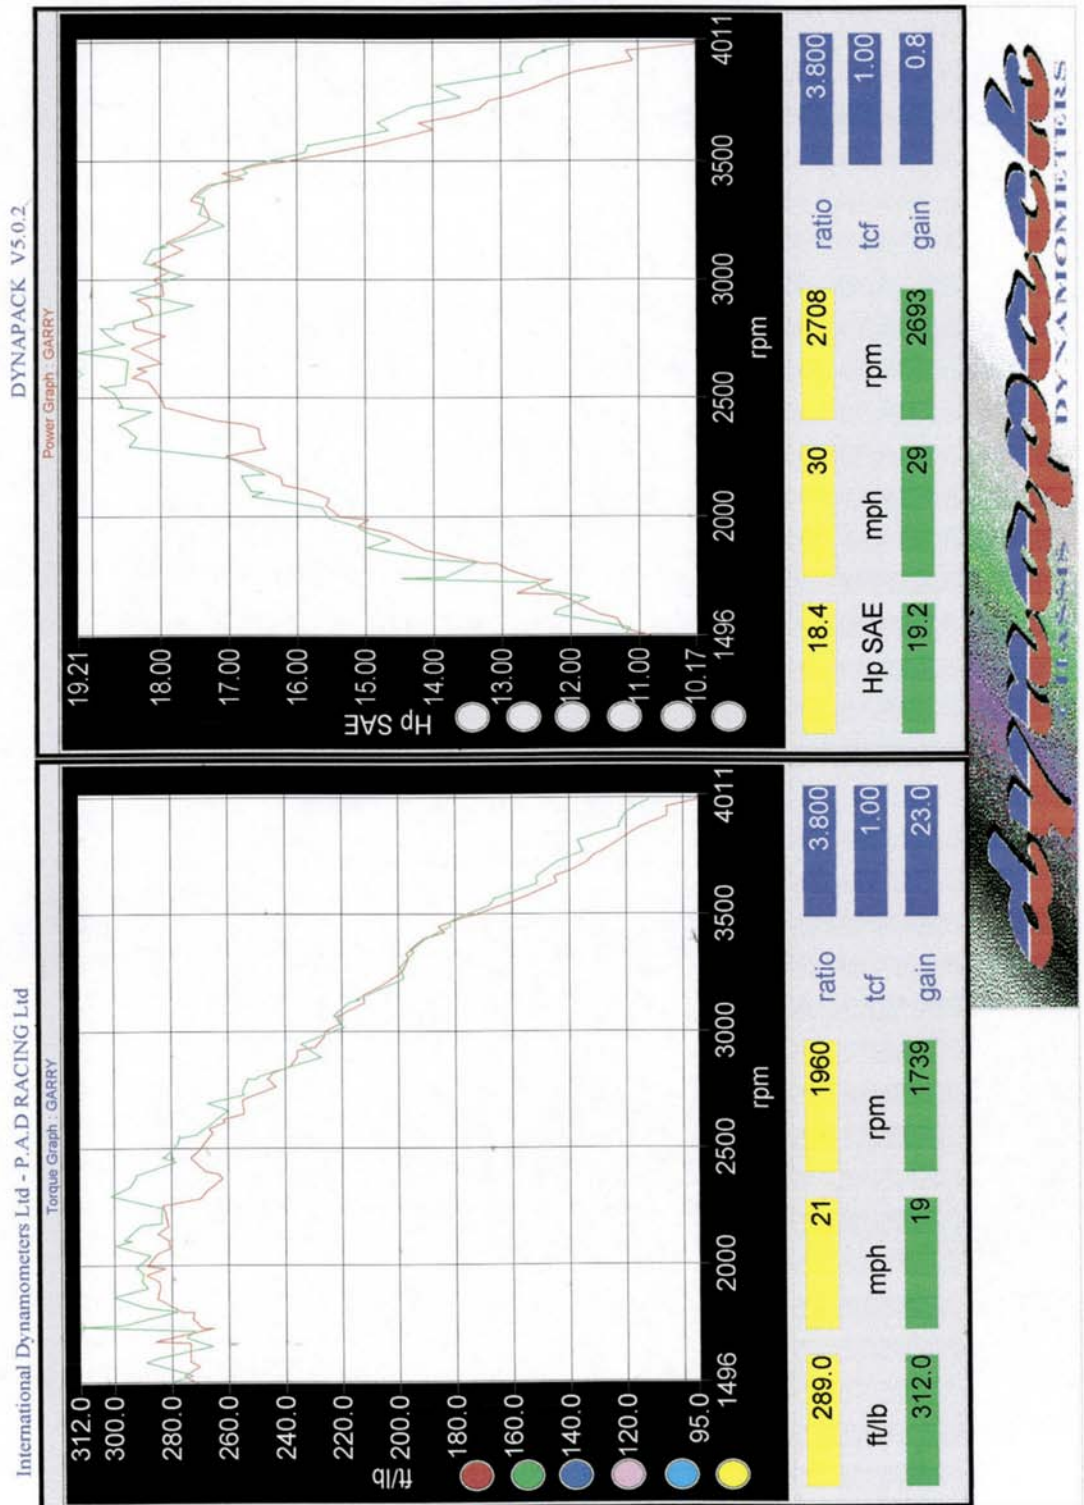 International Dynamometers Ltd - P.A.D RACING Ltd
DYNAPACK V5.0.2
Torque Graph : GARRY
312.0
300.0
280.0
260.0
240.0
220.0
200.0
180.0
160.0
140.0
120.0
95.0
ft/lb
1496
2000
2500
3000
3500
4011
rpm
289.0
21
1960
ratio
3.800
ft/lb
mph
rpm
tcf
1.00
312.0
19
1739
gain
23.0
Power Graph : GARRY
19.21
18.00
17.00
16.00
15.00
14.00
13.00
12.00
11.00
10.17
Hp SAE
1496
2000
2500
3000
3500
4011
rpm
18.4
30
2708
ratio
3.800
Hp SAE
mph
rpm
tcf
1.00
19.2
29
2693
gain
0.8
dynapack
CHASSIS DYNAMOMETERS